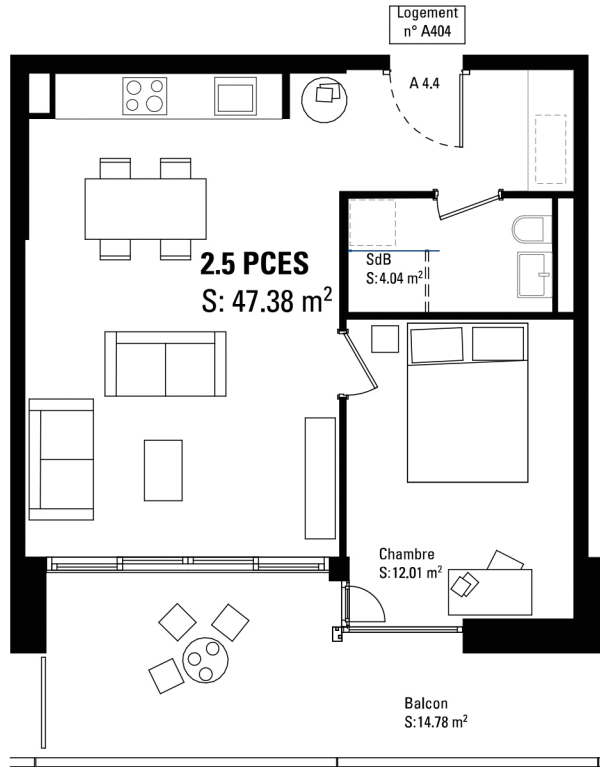 Logement
n° A404
A 4.4
2.5 PCES
S: 47.38 m²
SdB
S:4.04 m²
Chambre
S:12.01 m²
Balcon
S:14.78 m²